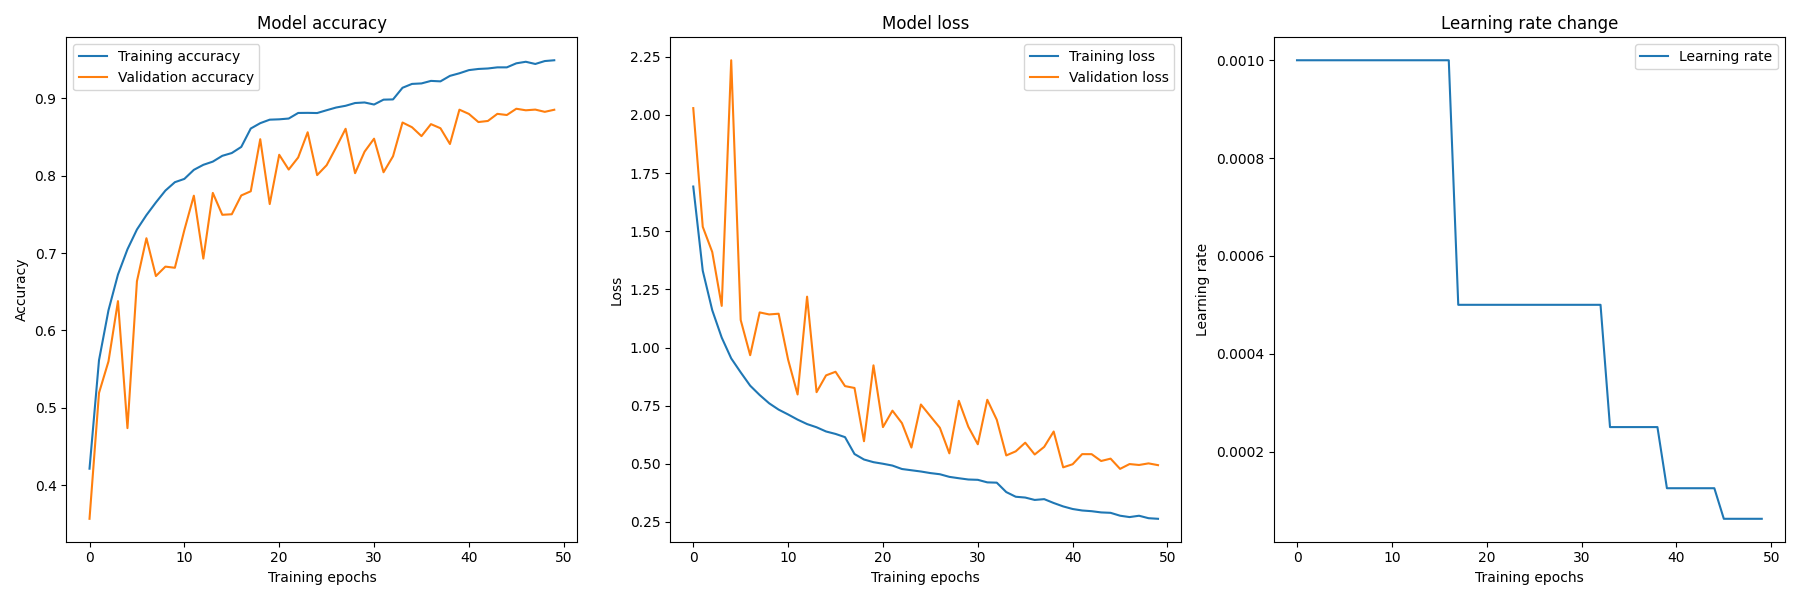 Model accuracy
Training accuracy
Validation accuracy
0.9
0.8
0.7
0.6
0.5
0.4
Accuracy
0 10 20 30 40 50
Training epochs
Model loss
Training loss
Validation loss
2.25
2.00
1.75
1.50
1.25
1.00
0.75
0.50
0.25
Loss
0 10 20 30 40 50
Training epochs
Learning rate change
Learning rate
0.0010
0.0008
0.0006
0.0004
0.0002
Learning rate
0 10 20 30 40 50
Training epochs